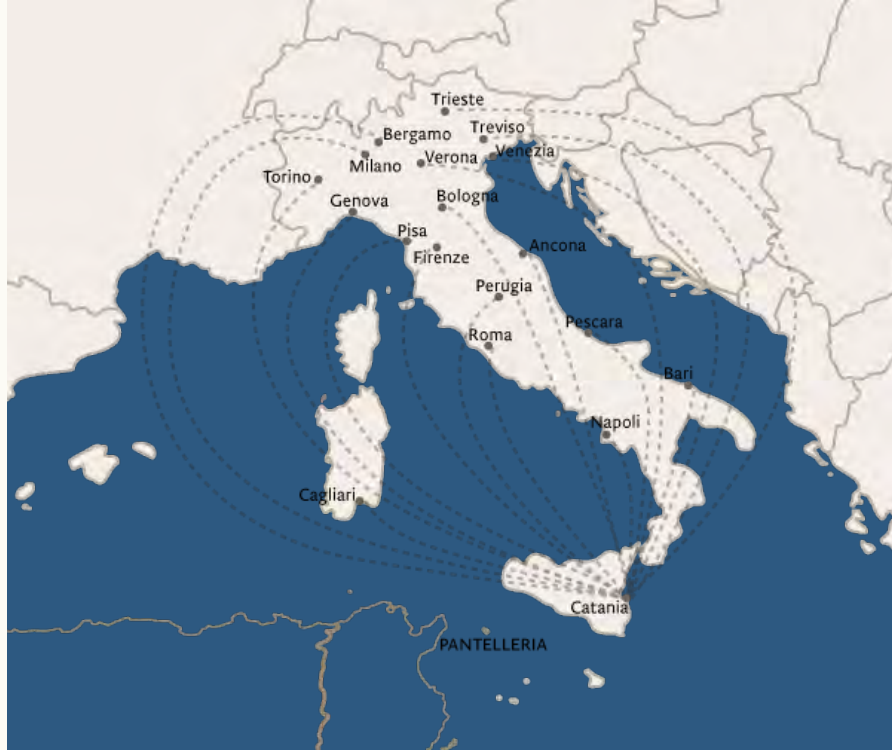 Trieste
Bergamo
Treviso
Venezia
Milano
Verona
Torino
Genova
Bologna
Pisa
Firenze
Ancona
Perugia
Pescara
Roma
Bari
Napoli
Cagliari
Catania
PANTELLERIA